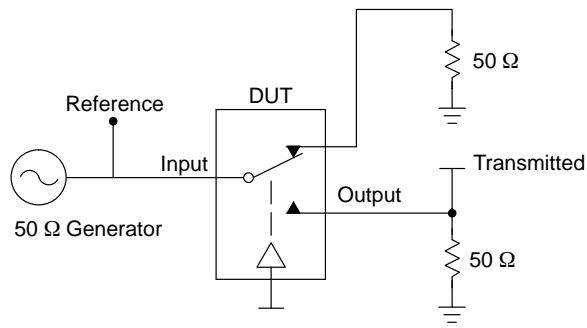 50 Ω
DUT
Reference
Input
Transmitted
Output
50 Ω Generator
50 Ω